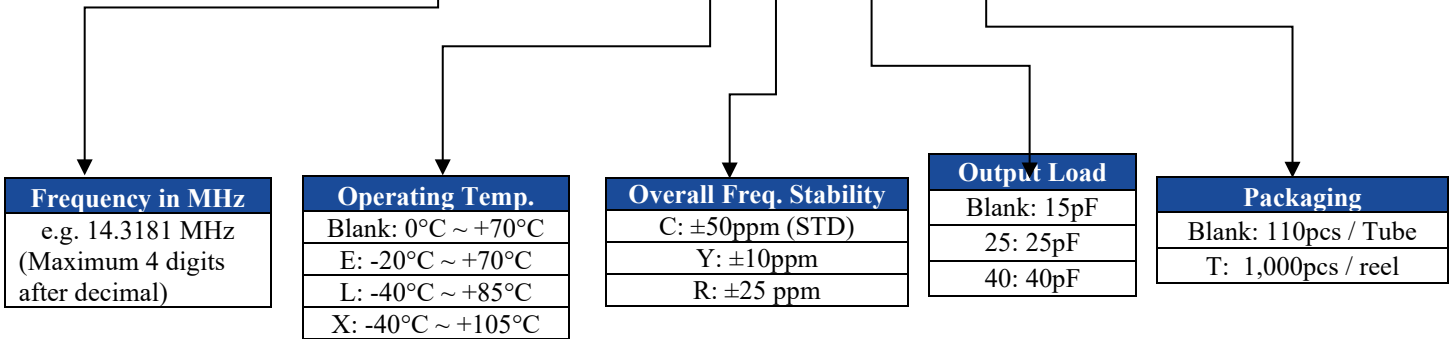 Frequency in MHz
e.g. 14.3181 MHz
(Maximum 4 digits
after decimal)
Operating Temp.
Blank: 0°C ~ +70°C
E: -20°C ~ +70°C
L: -40°C ~ +85°C
X: -40°C ~ +105°C
Overall Freq. Stability
C: ±50ppm (STD)
Y: ±10ppm
R: ±25 ppm
Output Load
Blank: 15pF
25: 25pF
40: 40pF
Packaging
Blank: 110pcs / Tube
T: 1,000pcs / reel